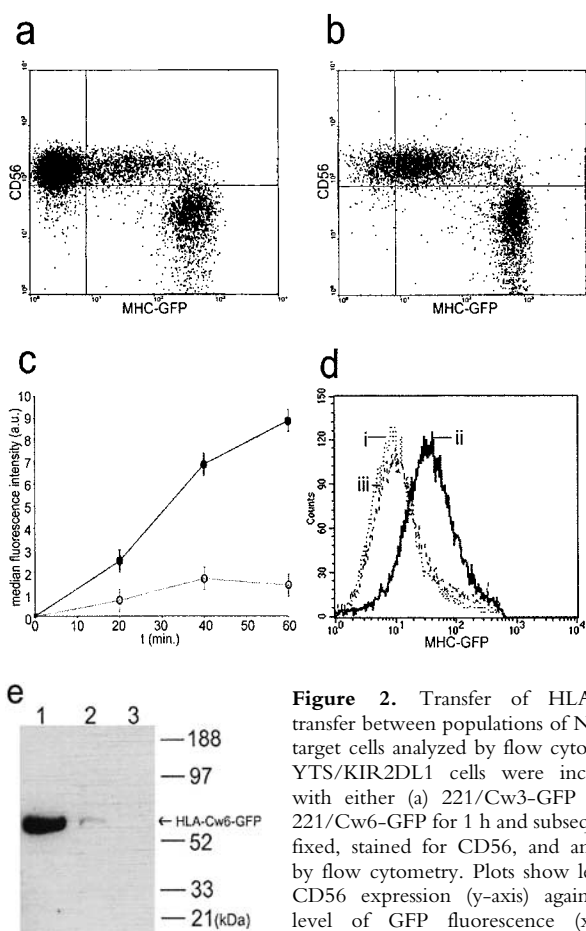 a
b
CD56
MHC-GFP
CD56
MHC-GFP
c
d
median fluorescence intensity (a.u.)
10
9
8
7
6
5
4
3
2
1
0
0 20 40 60
t (min.)
Counts
150
120
90
60
30
0
i
ii
iii
10⁰ 10¹ 10² 10³ 10⁴
MHC-GFP
e
1 2 3
188
97
← HLA-Cw6-GFP
52
33
21(kDa)
Figure 2. Transfer of HLA
transfer between populations of N
target cells analyzed by flow cyto
YTS/KIR2DL1 cells were inc
with either (a) 221/Cw3-GFP
221/Cw6-GFP for 1 h and subseq
fixed, stained for CD56, and an
by flow cytometry. Plots show l
CD56 expression (y-axis) again
level of GFP fluorescence (x